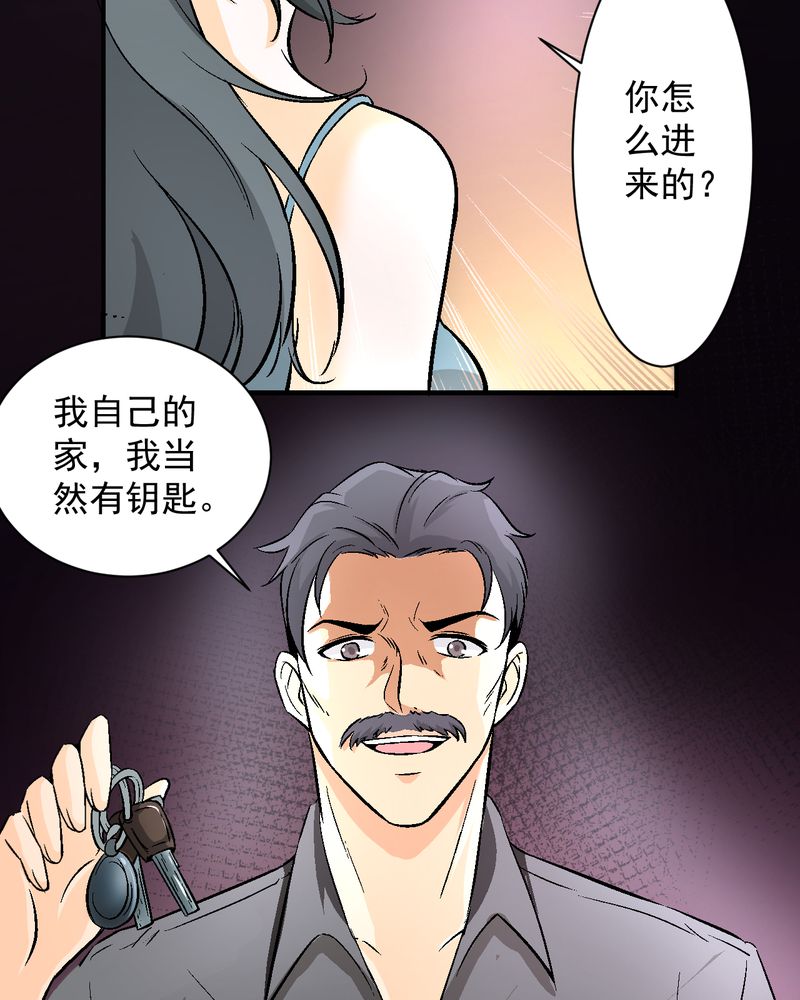 你怎
么进
来的？
我自己的
家，我当
然有钥匙。